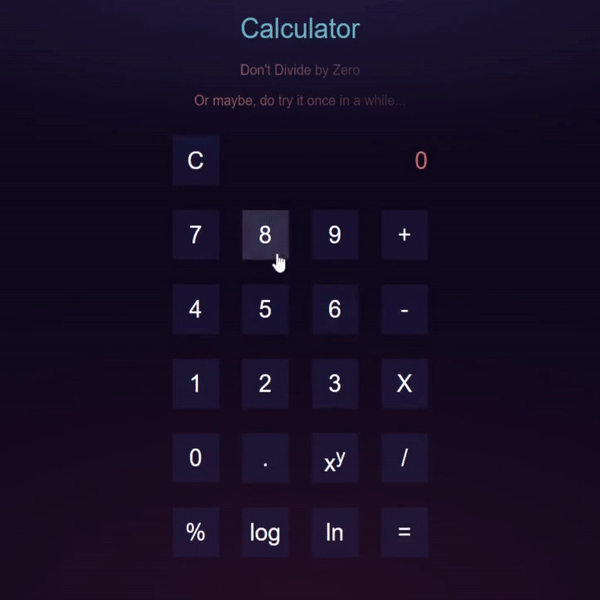 Calculator
Don't Divide by Zero
Or maybe, do try it once in a while...
C 0
7 8 9 +
4 5 6 -
1 2 3 X
0 . xʸ /
% log ln =